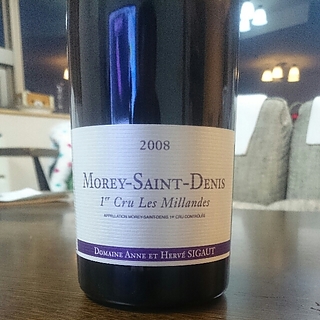 2008
MOREY-SAINT-DENIS
1er Cru Les Millandes
APPELLATION MOREY-SAINT-DENIS 1er CRU CONTRÔLÉE
DOMAINE ANNE ET HERVÉ SIGAUT